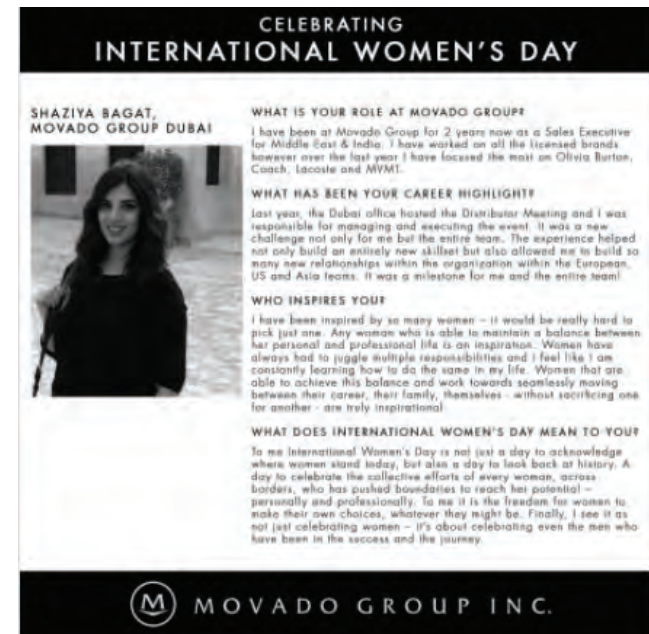 CELEBRATING
INTERNATIONAL WOMEN'S DAY
SHAZIYA BAGAT,
MOVADO GROUP DUBAI
WHAT IS YOUR ROLE AT MOVADO GROUP?
I have been at Movado Group for 2 years now as a Sales Executive
for Middle East & India. I have worked on all the licensed brands
however over the last year I have focused the most on Olivia Burton,
Coach, Lacoste and MVMT.
WHAT HAS BEEN YOUR CAREER HIGHLIGHT?
Last year, the Dubai office hosted the Distributor Meeting and I was
responsible for managing and executing the event. It was a new
challenge not only for me but the entire team. The experience helped
not only build an entirely new skillset but also allowed me to build so
many new relationships within the organization within the European,
US and Asia teams. It was a milestone for me and the entire team!
WHO INSPIRES YOU?
I have been inspired by so many women – it would be really hard to
pick just one. Any woman who is able to maintain a balance between
her personal and professional life is an inspiration. Women have
always had to juggle multiple responsibilities and I feel like I am
constantly learning how to do the same in my life. Women that are
able to achieve this balance and work towards seamlessly moving
between their career, their family, themselves - without sacrificing one
for another - are truly inspirational
WHAT DOES INTERNATIONAL WOMEN'S DAY MEAN TO YOU?
To me International Women's Day is not just a day to acknowledge
where women stand today, but also a day to look back at history. A
day to celebrate the collective efforts of every woman, across
borders, who has pushed boundaries to reach her potential –
personally and professionally. To me it is the freedom for women to
make their own choices, whatever they might be. Finally, I see it as
not just celebrating women – it's about celebrating even the men who
have been in the success and the journey.
M MOVADO GROUP INC.